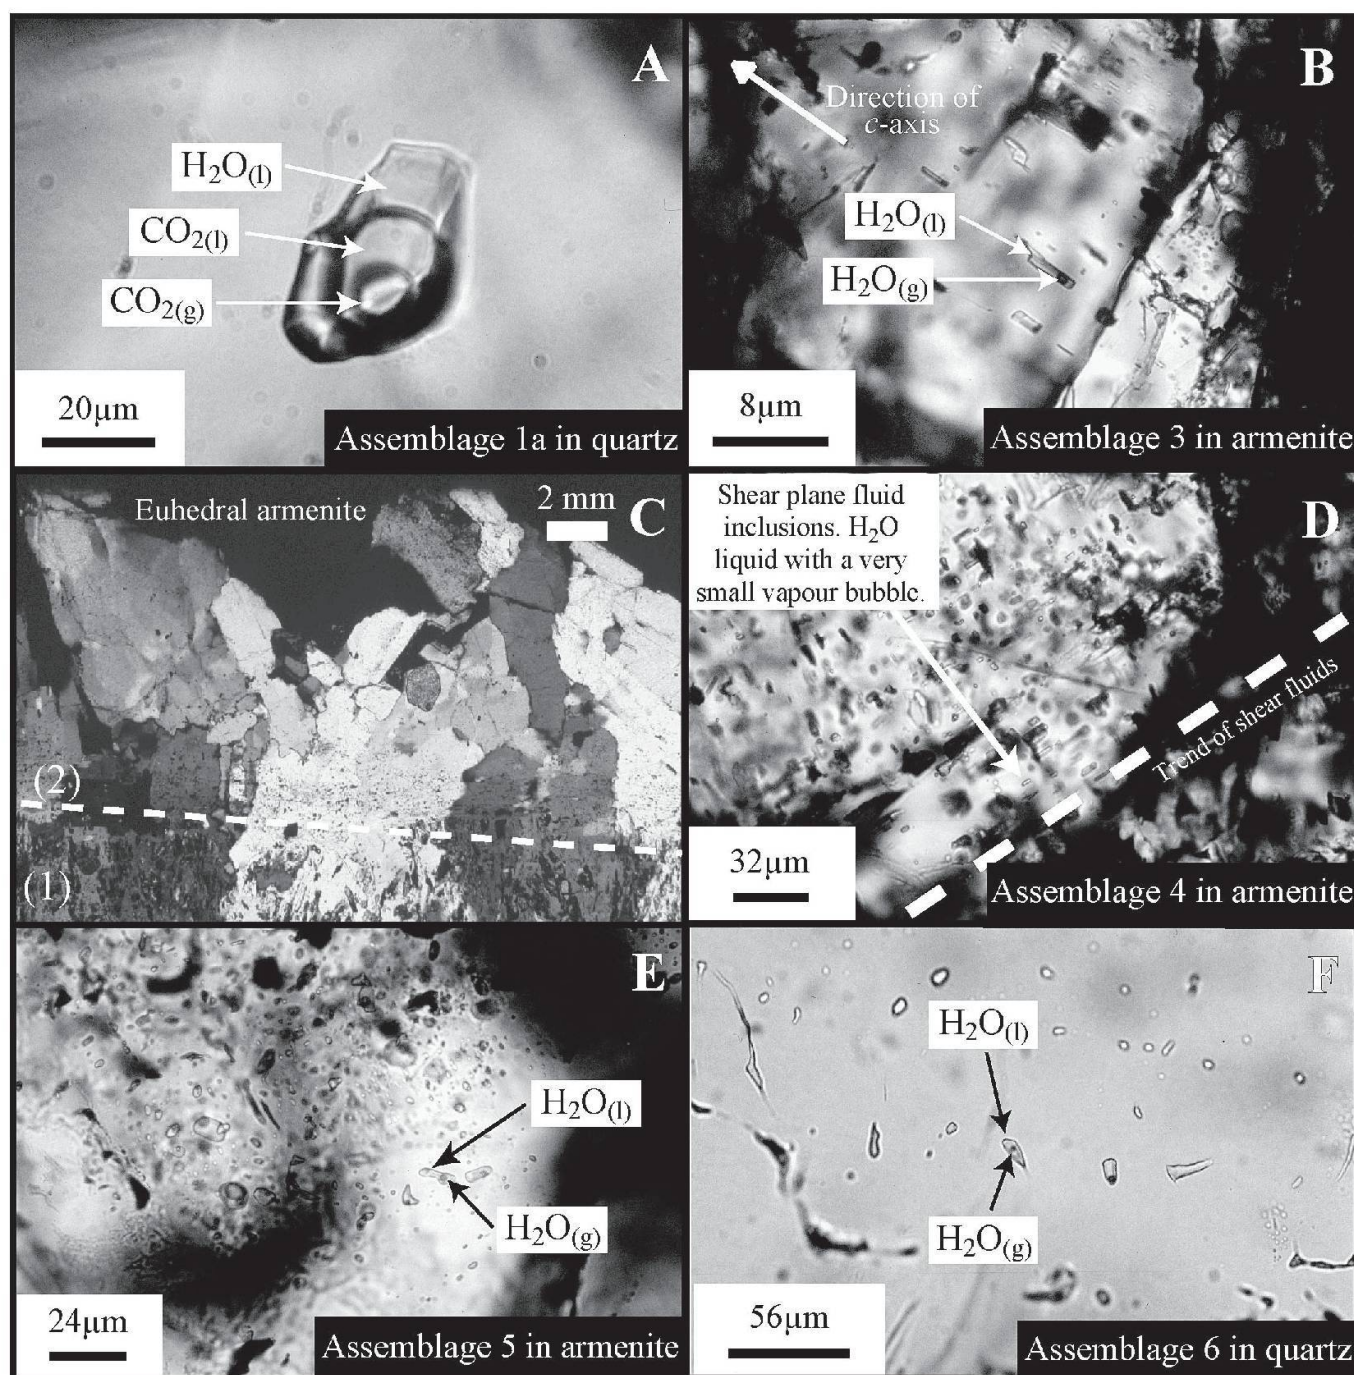 A
H₂O(l)
CO₂(l)
CO₂(g)
20µm
Assemblage 1a in quartz
B
Direction of
c-axis
H₂O(l)
H₂O(g)
8µm
Assemblage 3 in armenite
C
Euhedral armenite
2 mm
(2)
(1)
D
Shear plane fluid
inclusions. H₂O
liquid with a very
small vapour bubble.
Trend of shear fluids
32µm
Assemblage 4 in armenite
E
H₂O(l)
H₂O(g)
24µm
Assemblage 5 in armenite
F
H₂O(l)
H₂O(g)
56µm
Assemblage 6 in quartz